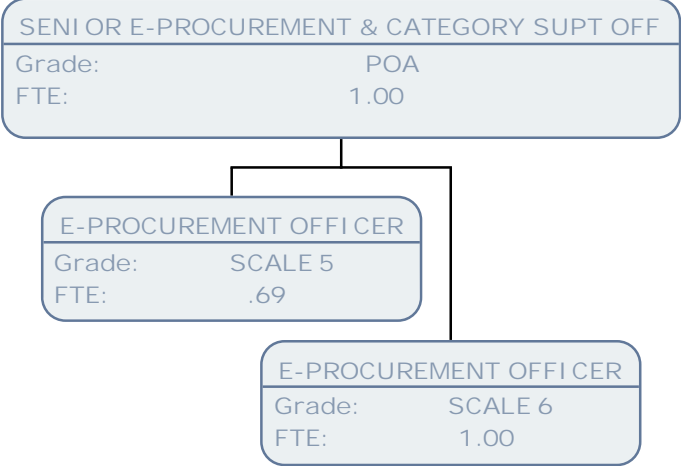 SENIOR E-PROCUREMENT & CATEGORY SUPT OFF
Grade: POA
FTE: 1.00
E-PROCUREMENT OFFICER
Grade: SCALE 5
FTE: .69
E-PROCUREMENT OFFICER
Grade: SCALE 6
FTE: 1.00